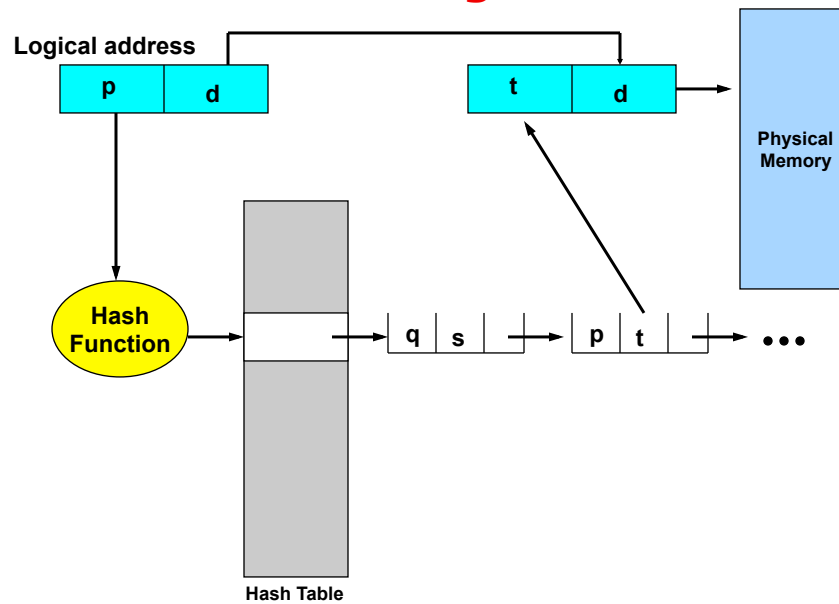 Logical address
p d
t d
Physical
Memory
Hash
Function
q s
p t
Hash Table